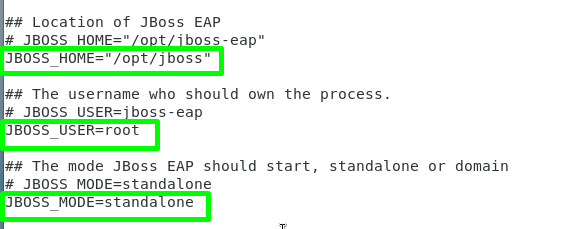 ## Location of JBoss EAP
# JBOSS_HOME="/opt/jboss-eap"
JBOSS_HOME="/opt/jboss"
## The username who should own the process.
# JBOSS_USER=jboss-eap
JBOSS_USER=root
## The mode JBoss EAP should start, standalone or domain
# JBOSS_MODE=standalone
JBOSS_MODE=standalone